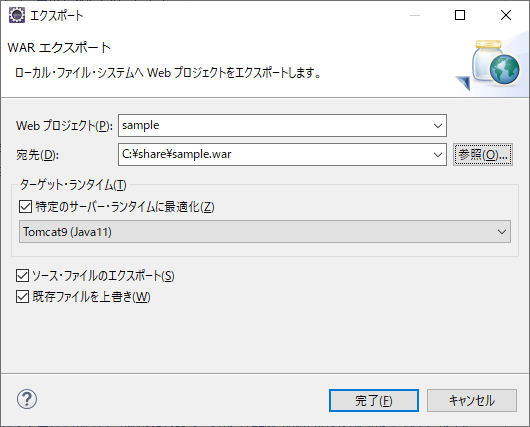 エクスポート
WAR エクスポート
ローカル・ファイル・システムへ Web プロジェクトをエクスポートします。
Web プロジェクト(P): sample
宛先(D): C:¥share¥sample.war 参照(O)...
ターゲット・ランタイム(T)
特定のサーバー・ランタイムに最適化(Z)
Tomcat9 (Java11)
ソース・ファイルのエクスポート(S)
既存ファイルを上書き(W)
? 完了(F) キャンセル